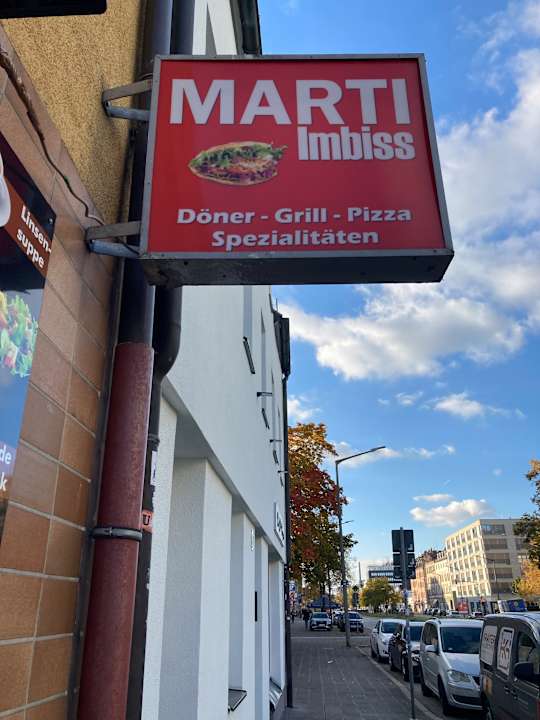 MARTI
Imbiss
Döner - Grill - Pizza
Spezialitäten
Linsen-
suppe